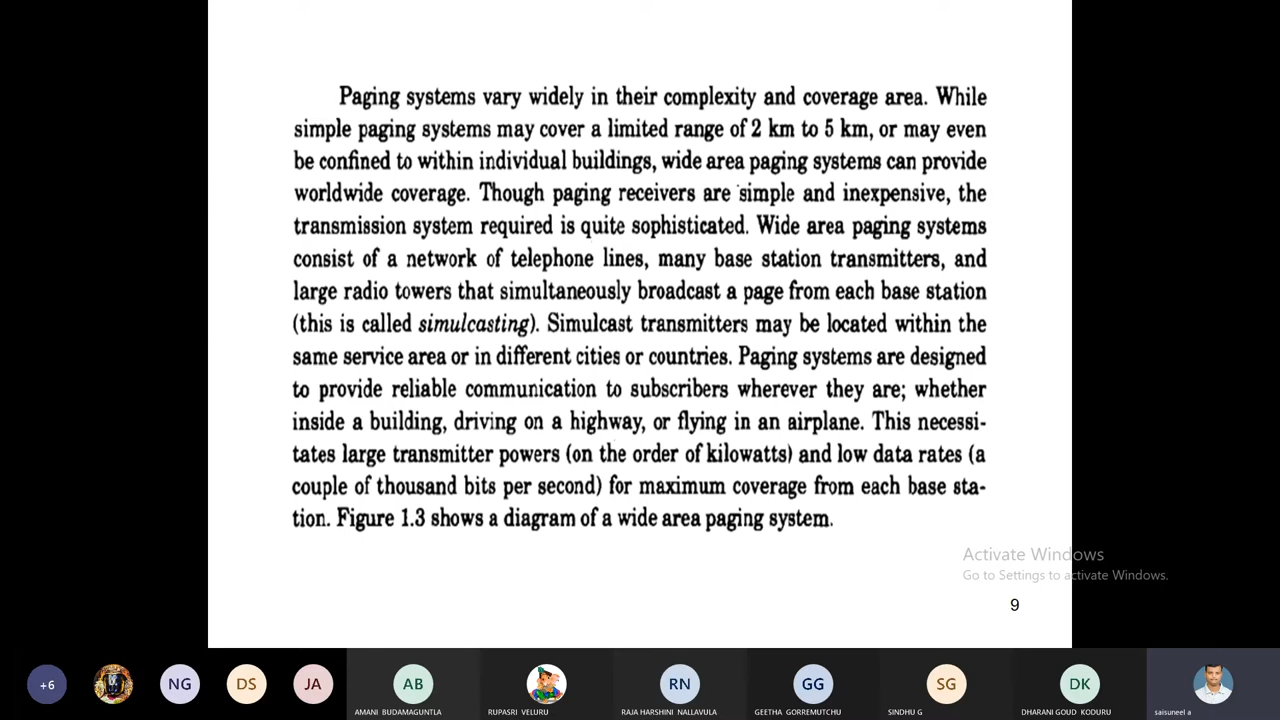 Paging systems vary widely in their complexity and coverage area. While
simple paging systems may cover a limited range of 2 km to 5 km, or may even
be confined to within individual buildings, wide area paging systems can provide
worldwide coverage. Though paging receivers are simple and inexpensive, the
transmission system required is quite sophisticated. Wide area paging systems
consist of a network of telephone lines, many base station transmitters, and
large radio towers that simultaneously broadcast a page from each base station
(this is called simulcasting). Simulcast transmitters may be located within the
same service area or in different cities or countries. Paging systems are designed
to provide reliable communication to subscribers wherever they are; whether
inside a building, driving on a highway, or flying in an airplane. This necessi-
tates large transmitter powers (on the order of kilowatts) and low data rates (a
couple of thousand bits per second) for maximum coverage from each base sta-
tion. Figure 1.3 shows a diagram of a wide area paging system.
Activate Windows
Go to Settings to activate Windows.
9
+6
NG
DS
JA
AB
RN
GG
SG
DK
AMANI BUDAMAGUNTLA
RUPASRI VELURU
RAJA HARSHINI NALLAVULA
GEETHA GORREMUTCHU
SINDHU G
DHARANI GOUD KODURU
saisuneel a